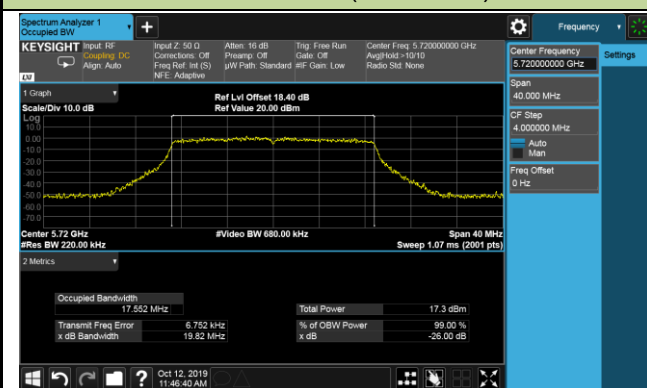 Spectrum Analyzer 1
Occupied BW
+
Frequency
KEYSIGHT
Input: RF
Coupling: DC
Align: Auto
Input Z: 50 Ω
Corrections: Off
Freq Ref: Int (S)
NFE: Adaptive
Atten: 16 dB
Preamp: Off
µW Path: Standard
Trig: Free Run
Gate: Off
#IF Gain: Low
Center Freq: 5.720000000 GHz
Avg|Hold:>10/10
Radio Std: None
LXI
Center Frequency
5.720000000 GHz
Settings
Span
40.000 MHz
CF Step
4.000000 MHz
Auto
Man
Freq Offset
0 Hz
1 Graph
Scale/Div 10.0 dB
Ref Lvl Offset 18.40 dB
Ref Value 20.00 dBm
Log
10.0
0.00
-10.0
-20.0
-30.0
-40.0
-50.0
-60.0
-70.0
Center 5.72 GHz
#Res BW 220.00 kHz
#Video BW 680.00 kHz
Span 40 MHz
Sweep 1.07 ms (2001 pts)
2 Metrics
Occupied Bandwidth
17.552 MHz
Total Power 17.3 dBm
Transmit Freq Error 6.752 kHz
% of OBW Power 99.00 %
x dB Bandwidth 19.82 MHz
x dB -26.00 dB
?
Oct 12, 2019
11:46:40 AM